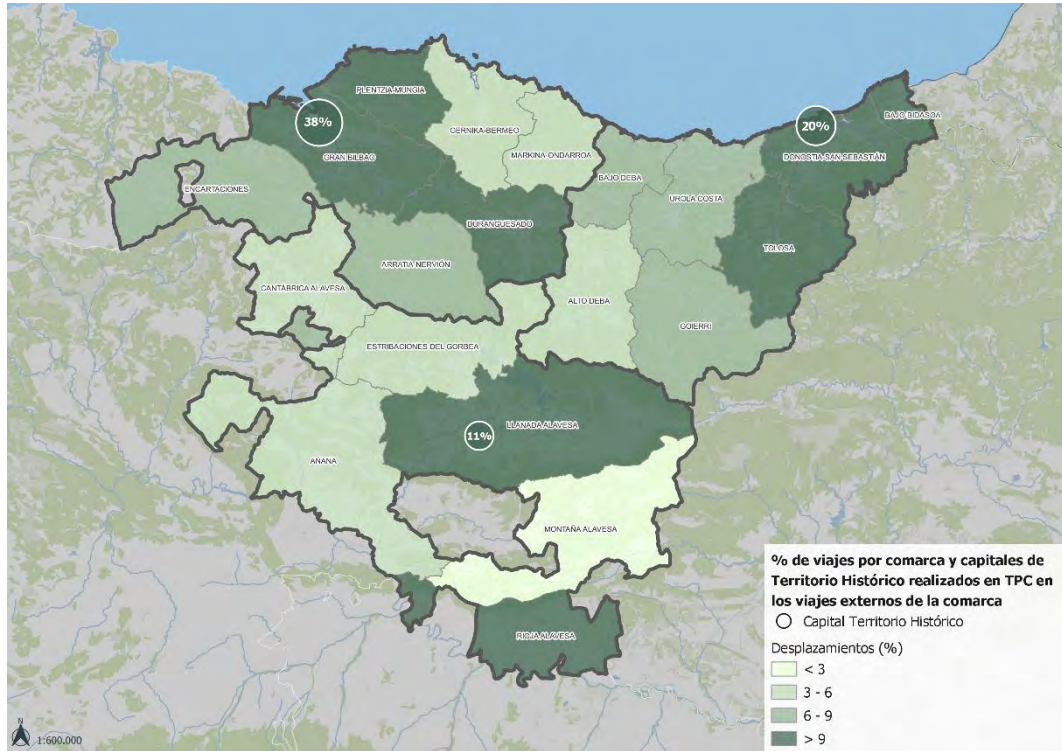 PLENTZIA-MUNGIA
BAJO BIDASOA
38%
20%
GERNIKA-BERMEO
GRAN BILBAO
MARKINA-ONDARROA
DONOSTIA-SAN SEBASTIÁN
BAJO DEBA
ENCARTACIONES
UROLA COSTA
DURANGUESADO
TOLOSA
ARRATIA NERVIÓN
CANTÁBRICA ALAVESA
ALTO DEBA
GOIERRI
ESTRIBACIONES DEL GORBEA
LLANADA ALAVESA
11%
AÑANA
MONTAÑA ALAVESA
RIOJA ALAVESA
% de viajes por comarca y capitales de
Territorio Histórico realizados en TPC en
los viajes externos de la comarca
Capital Territorio Histórico
Desplazamientos (%)
< 3
3 - 6
6 - 9
> 9
N
1:600.000